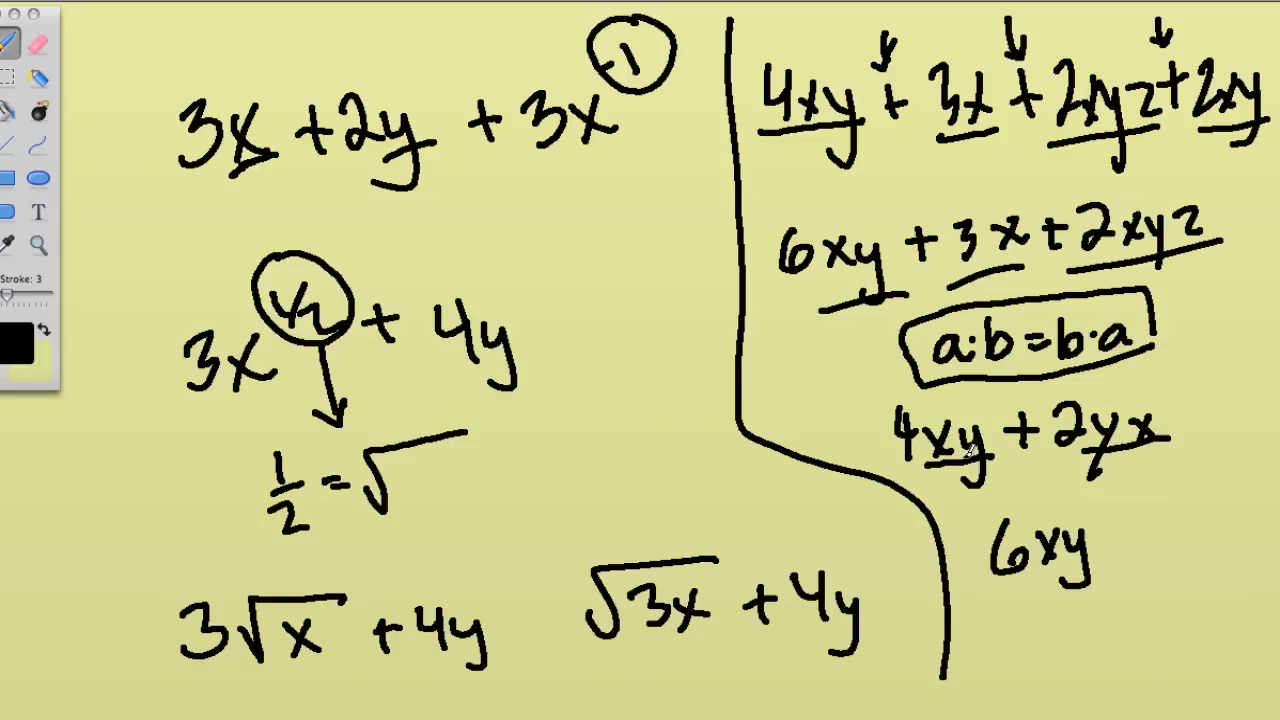 3x + 2y + 3x^-1
3x^1/2 + 4y
1/2 = √
3√x + 4y
√3x + 4y
4xy + 3x + 2xyz + 2xy
6xy + 3x + 2xyz
a·b = b·a
4xy + 2yx
6xy
T
Stroke: 3